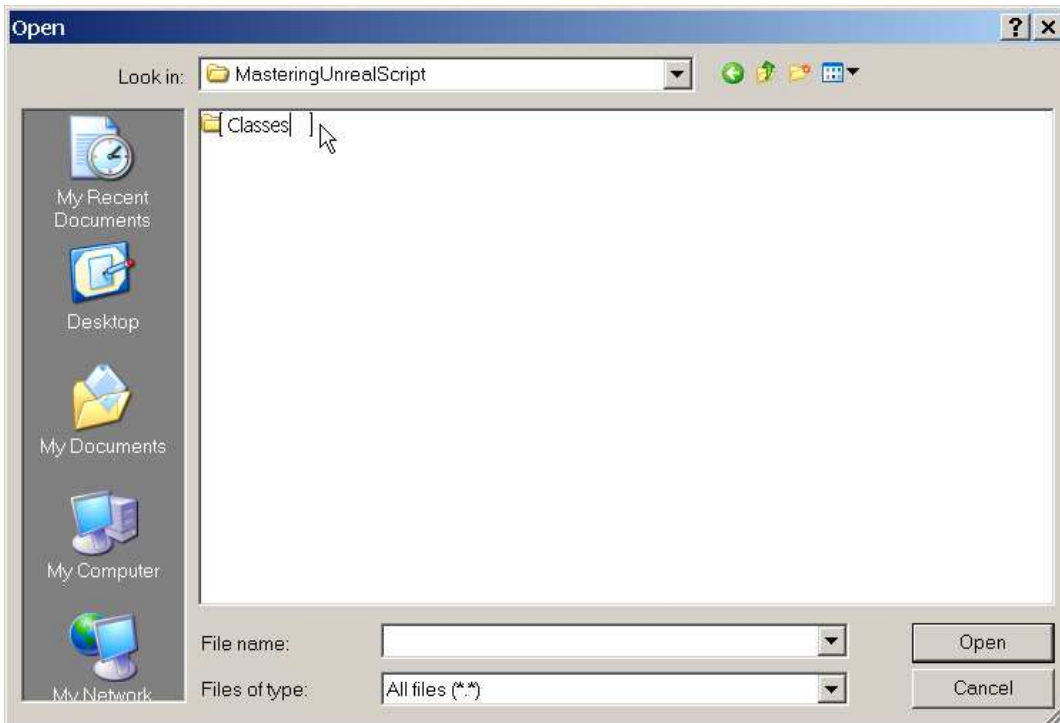 Open
Look in: MasteringUnrealScript
Classes
My Recent
Documents
Desktop
My Documents
My Computer
My Network
File name:
Open
Files of type: All files (*.*)
Cancel